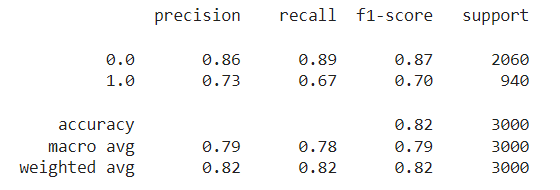 precision recall f1-score support
0.0 0.86 0.89 0.87 2060
1.0 0.73 0.67 0.70 940
accuracy 0.82 3000
macro avg 0.79 0.78 0.79 3000
weighted avg 0.82 0.82 0.82 3000